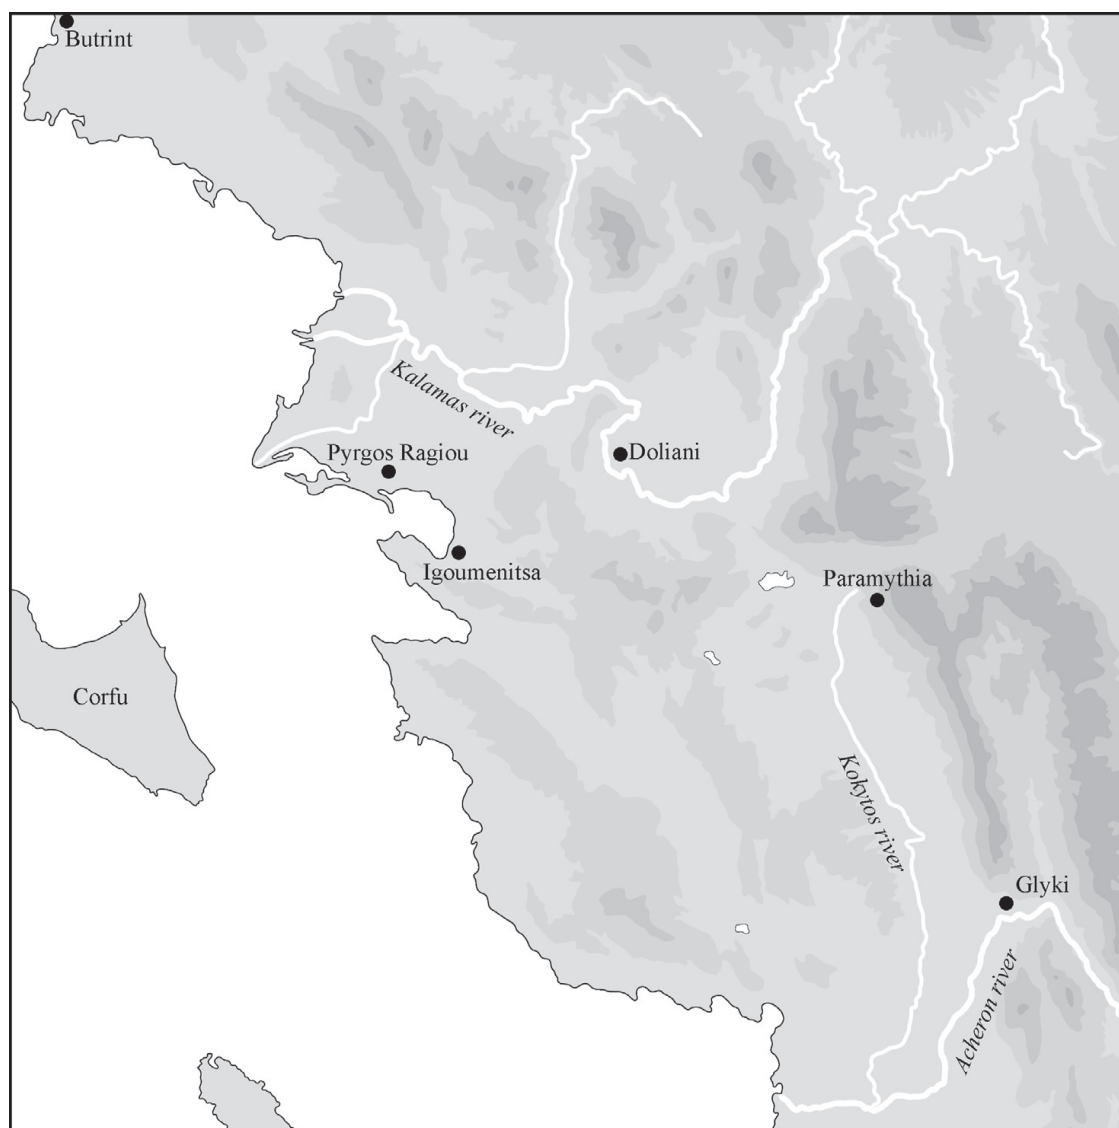 Butrint
Kalamas river
Pyrgos Ragiou
Doliani
Igoumenitsa
Paramythia
Corfu
Kokytos river
Glyki
Acheron river